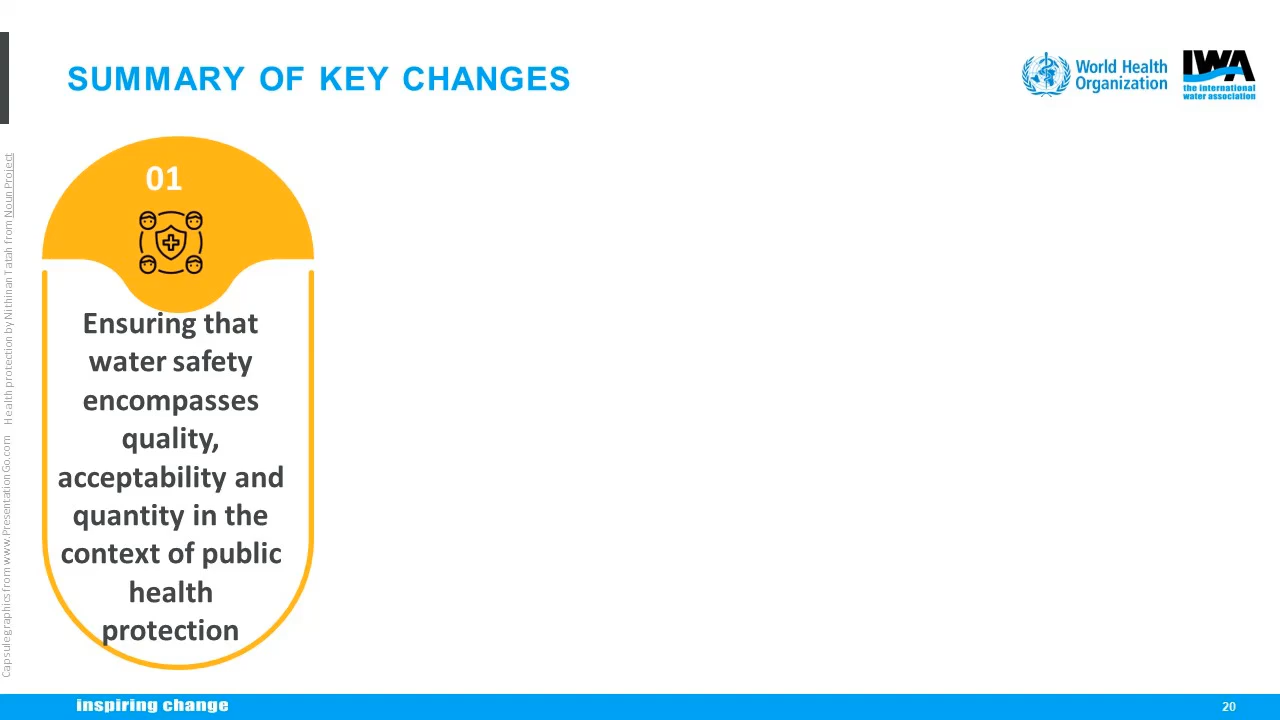 SUMMARY OF KEY CHANGES
World Health
Organization
IWA
the international
water association
01
Ensuring that
water safety
encompasses
quality,
acceptability and
quantity in the
context of public
health
protection
Capsule graphics from www.PresentationGo.com Health protection by Nithinan Tatah from Noun Project
inspiring change
20